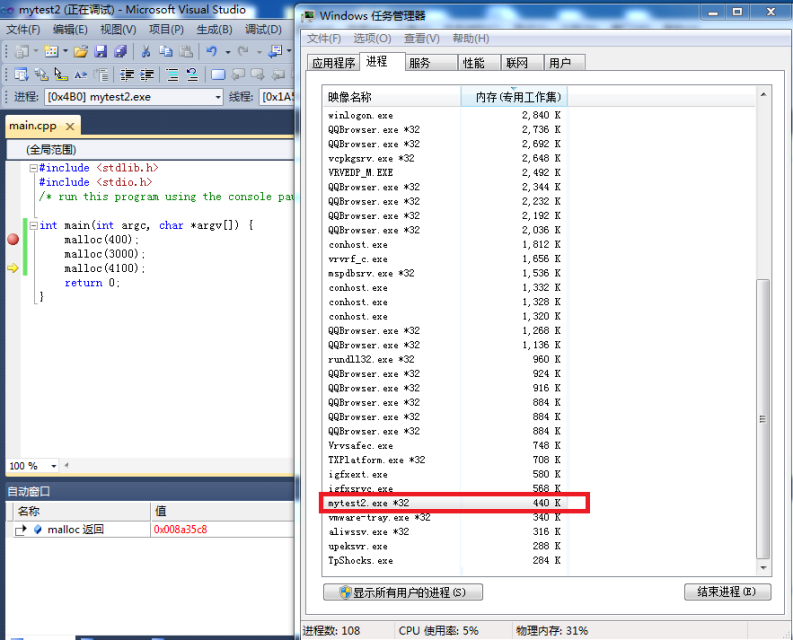 mytest2 (正在调试) - Microsoft Visual Studio
文件(F) 编辑(E) 视图(V) 项目(P) 生成(B) 调试(D)
进程: [0x4B0] mytest2.exe 线程: [0x1A5
main.cpp ×
(全局范围)
#include <stdlib.h>
#include <stdio.h>
/* run this program using the console pau
int main(int argc, char *argv[]) {
malloc(400);
malloc(3000);
malloc(4100);
return 0;
}
100 %
自动窗口
名称 值
malloc 返回 0x008a35c8
Windows 任务管理器
文件(F) 选项(O) 查看(V) 帮助(H)
应用程序 进程 服务 性能 联网 用户
映像名称 内存(专用工作集)
winlogon.exe 2,840 K
QQBrowser.exe *32 2,736 K
QQBrowser.exe *32 2,692 K
vcpkgsrv.exe *32 2,648 K
VRVEDP_M.EXE 2,492 K
QQBrowser.exe *32 2,344 K
QQBrowser.exe *32 2,232 K
QQBrowser.exe *32 2,192 K
QQBrowser.exe *32 2,036 K
conhost.exe 1,812 K
vrvrf_c.exe 1,656 K
mspdbsrv.exe *32 1,536 K
conhost.exe 1,332 K
conhost.exe 1,328 K
conhost.exe 1,320 K
QQBrowser.exe *32 1,268 K
QQBrowser.exe *32 1,136 K
rundll32.exe *32 960 K
QQBrowser.exe *32 924 K
QQBrowser.exe *32 916 K
QQBrowser.exe *32 884 K
QQBrowser.exe *32 884 K
QQBrowser.exe *32 884 K
Vrvsafec.exe 748 K
TXPlatform.exe *32 708 K
igfxext.exe 580 K
igfxsrvc.exe 568 K
mytest2.exe *32 440 K
vmware-tray.exe *32 340 K
aliwssv.exe *32 316 K
upeksvr.exe 288 K
TpShocks.exe 284 K
显示所有用户的进程(S) 结束进程(E)
进程数: 108 CPU 使用率: 5% 物理内存: 31%